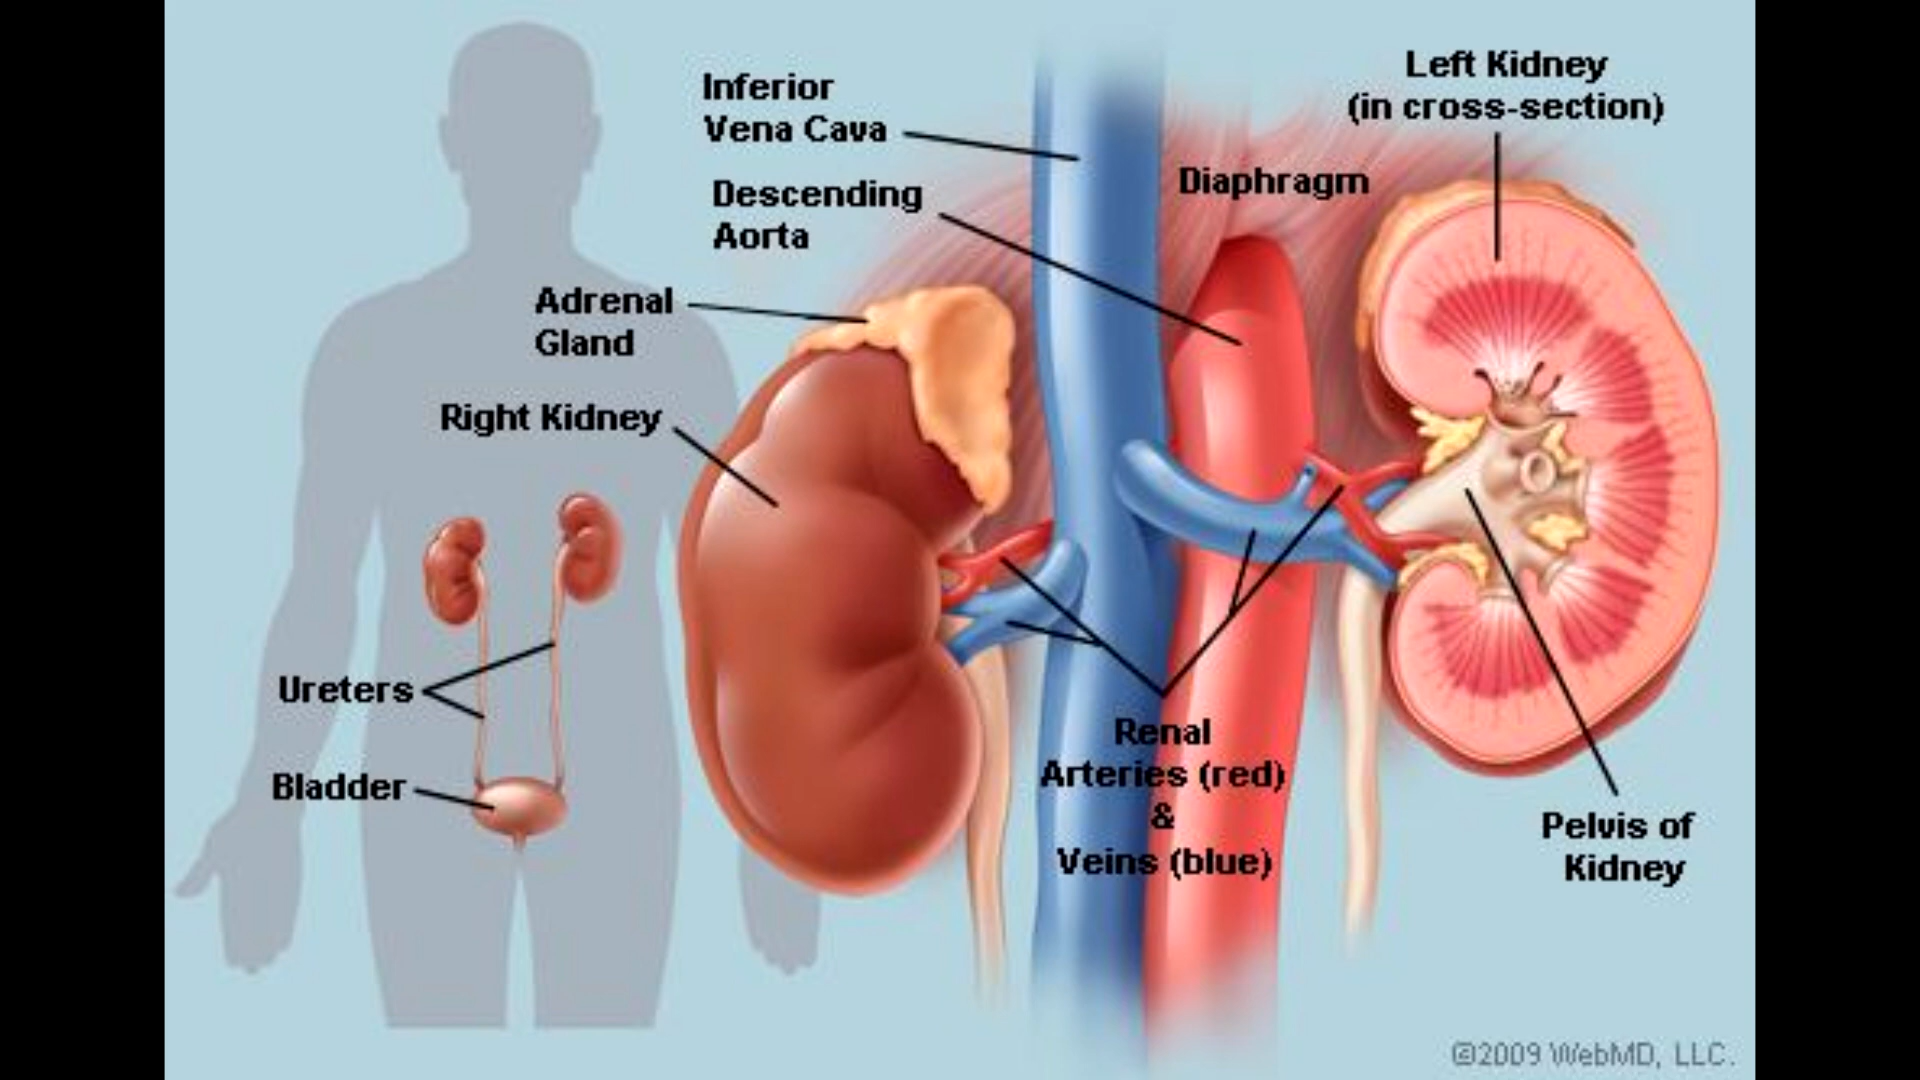 Inferior
Vena Cava
Descending
Aorta
Adrenal
Gland
Right Kidney
Ureters
Bladder
Diaphragm
Left Kidney
(in cross-section)
Renal
Arteries (red)
&
Veins (blue)
Pelvis of
Kidney
©2009 WebMD, LLC.